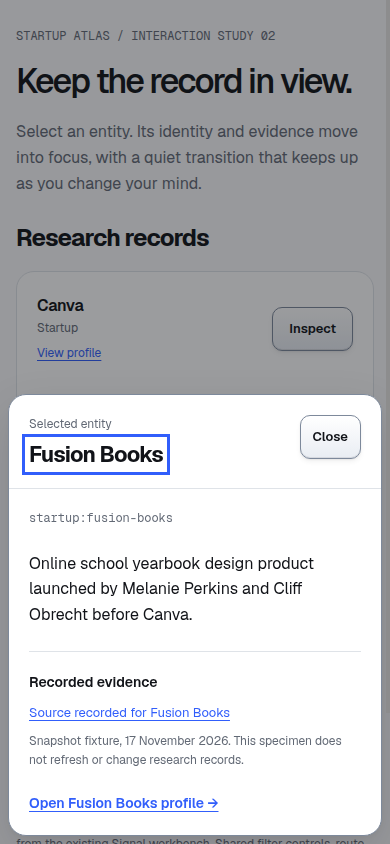 STARTUP ATLAS / INTERACTION STUDY 02
Keep the record in view.
Select an entity. Its identity and evidence move
into focus, with a quiet transition that keeps up
as you change your mind.
Research records
Canva
Startup
View profile
Inspect
Selected entity
Fusion Books
Close
startup:fusion-books
Online school yearbook design product
launched by Melanie Perkins and Cliff
Obrecht before Canva.
Recorded evidence
Source recorded for Fusion Books
Snapshot fixture, 17 November 2026. This specimen does
not refresh or change research records.
Open Fusion Books profile →
from the existing Signal workbench. Shared filter controls, route